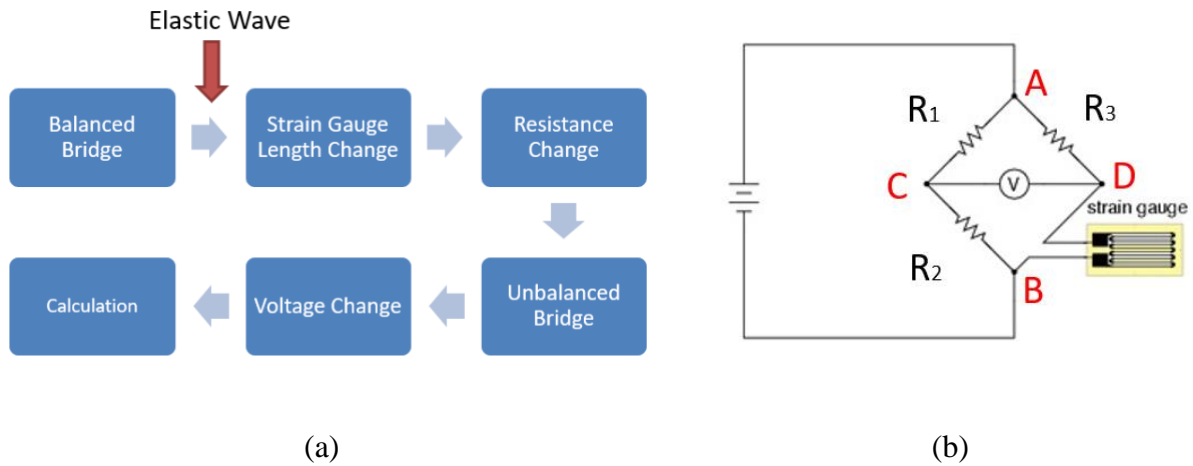 Elastic Wave
Balanced
Bridge
Strain Gauge
Length Change
Resistance
Change
Calculation
Voltage Change
Unbalanced
Bridge
(a)
A
R1
R3
C
V
D
strain gauge
R2
B
(b)